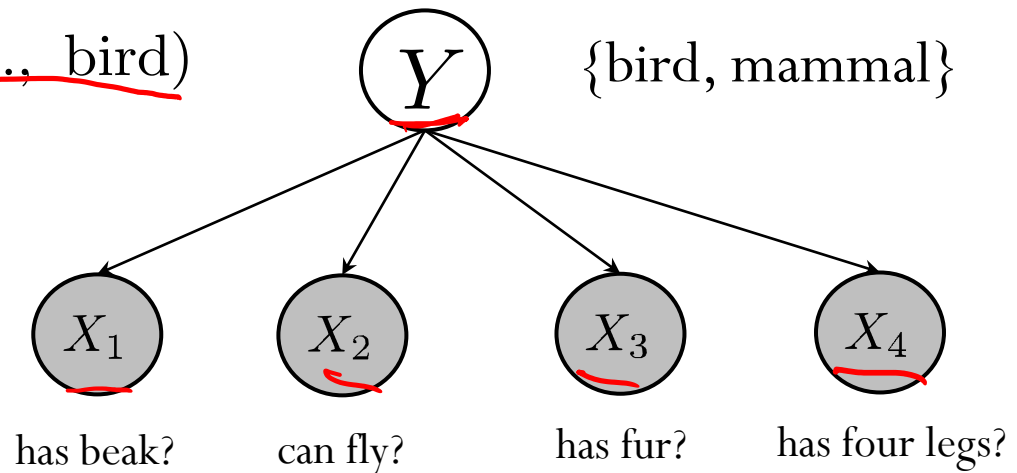 ., bird)
Y
{bird, mammal}
X₁
X₂
X₃
X₄
has beak?
can fly?
has fur?
has four legs?